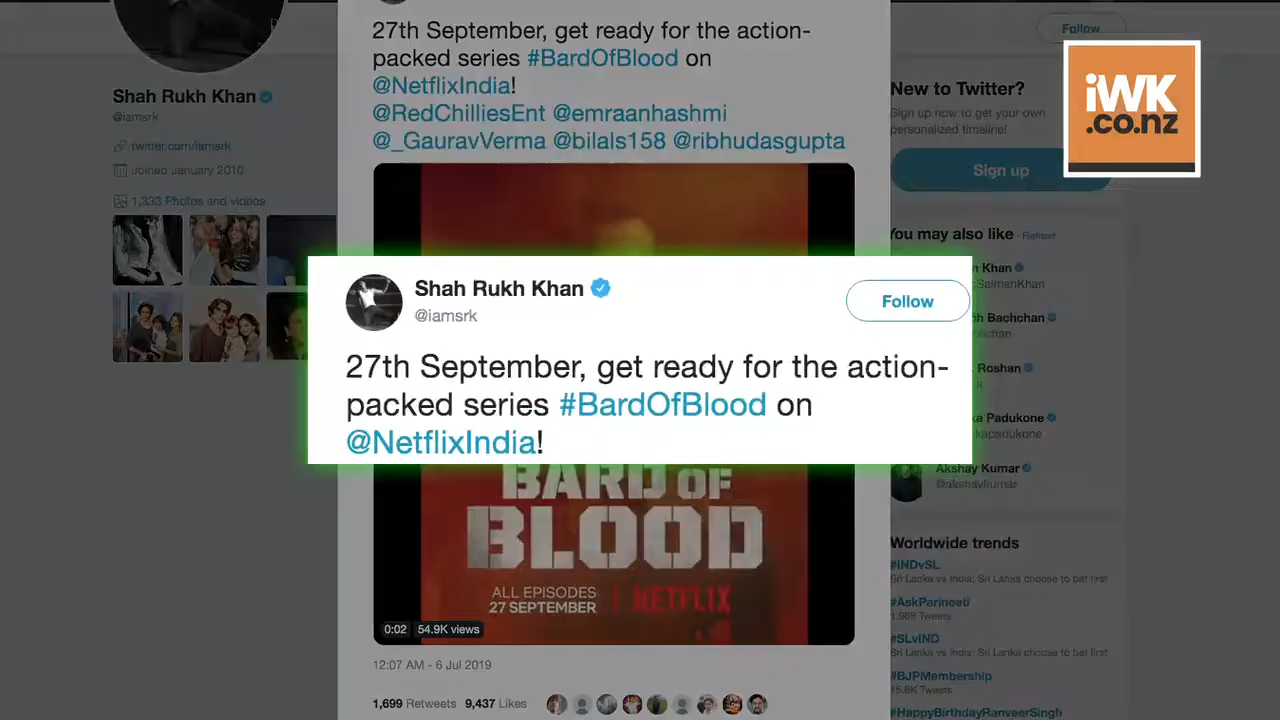 27th September, get ready for the action-
packed series #BardOfBlood on
@NetflixIndia!
@RedChilliesEnt @emraanhashmi
@_GauravVerma @bilals158 @ribhudasgupta
Shah Rukh Khan
@iamsrk
twitter.com/iamsrk
Joined January 2010
1,333 Photos and videos
Follow
iWK
.co.nz
New to Twitter?
Sign up now to get your own
personalized timeline!
Sign up
You may also like · Refresh
Khan
SalmanKhan
Bachchan
Roshan
k
Padukone
kapadukone
Akshay Kumar
@akshaykumar
Shah Rukh Khan
@iamsrk
Follow
27th September, get ready for the action-
packed series #BardOfBlood on
@NetflixIndia!
BARD OF
BLOOD
ALL EPISODES
27 SEPTEMBER
NETFLIX
0:02 54.9K views
12:07 AM - 6 Jul 2019
1,699 Retweets 9,437 Likes
Worldwide trends
#INDvSL
Sri Lanka vs India: Sri Lanka choose to bat first
#AskParineeti
1,968 Tweets
#SLvIND
Sri Lanka vs India: Sri Lanka choose to bat first
#BJPMembership
15.8K Tweets
#HappyBirthdayRanveerSingh